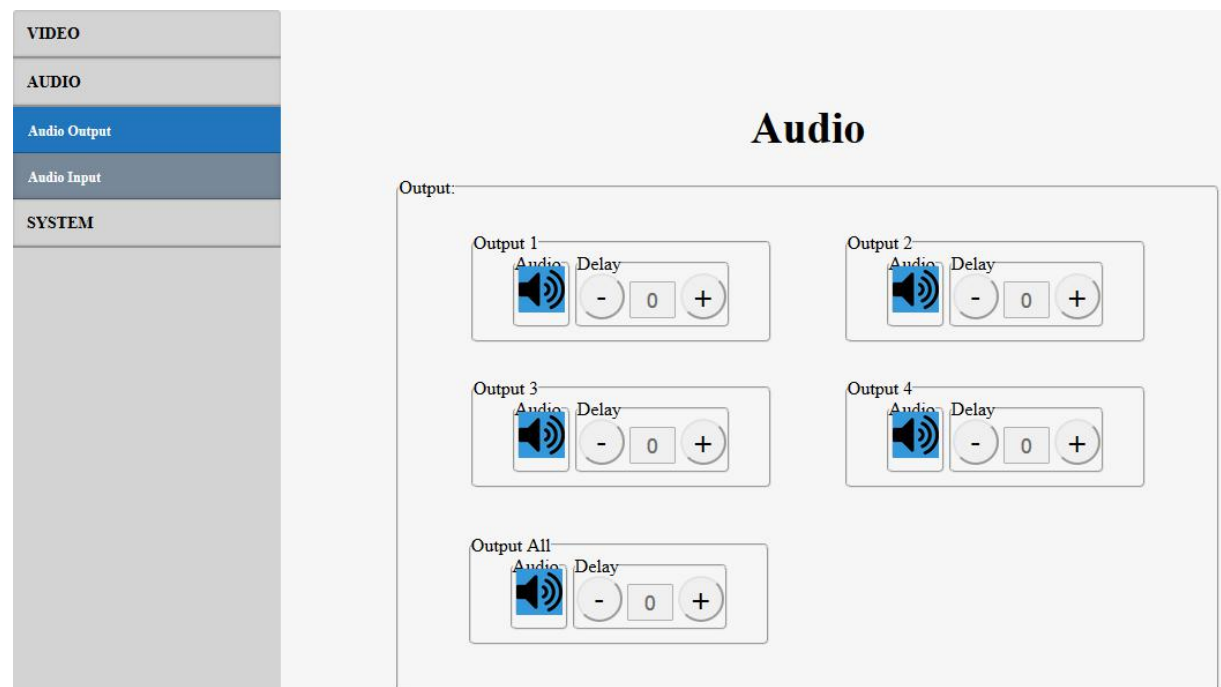 VIDEO
AUDIO
Audio Output
Audio Input
SYSTEM
Audio
Output:
Output 1
Audio Delay
- 0 +
Output 2
Audio Delay
- 0 +
Output 3
Audio Delay
- 0 +
Output 4
Audio Delay
- 0 +
Output All
Audio Delay
- 0 +